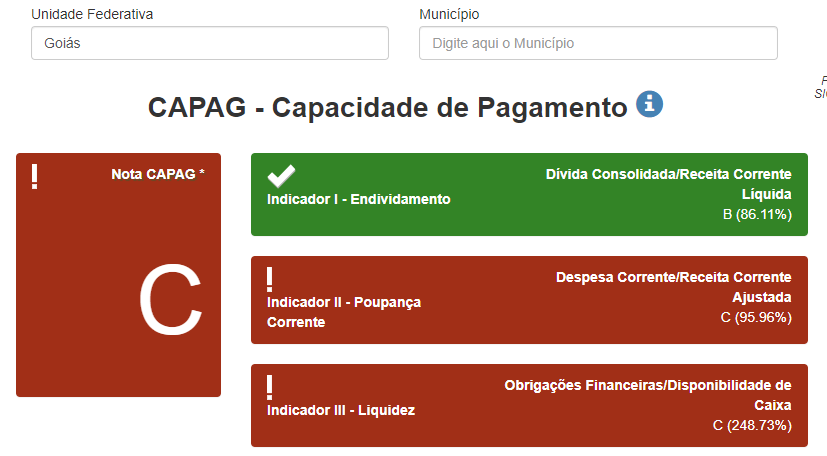 Unidade Federativa
Município
Goiás
Digite aqui o Município
CAPAG - Capacidade de Pagamento
Nota CAPAG *
C
Indicador I - Endividamento
Dívida Consolidada/Receita Corrente
Líquida
B (86.11%)
Indicador II - Poupança
Corrente
Despesa Corrente/Receita Corrente
Ajustada
C (95.96%)
Indicador III - Liquidez
Obrigações Financeiras/Disponibilidade de
Caixa
C (248.73%)